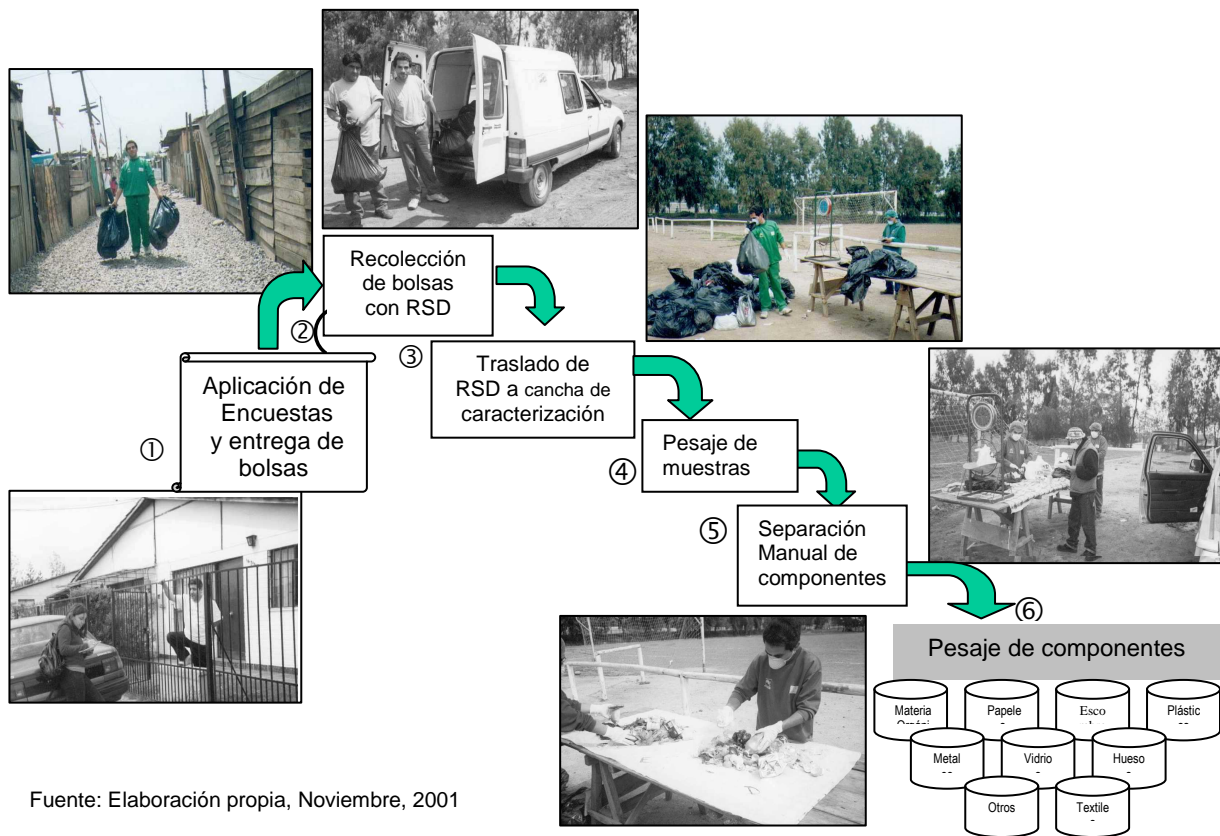 ①
Aplicación de
Encuestas
y entrega de
bolsas
②
Recolección
de bolsas
con RSD
③
Traslado de
RSD a cancha de
caracterización
④
Pesaje de
muestras
⑤
Separación
Manual de
componentes
⑥
Pesaje de componentes
Materia
Papele
Esco
Plástic
Metal
Vidrio
Hueso
Otros
Textile
Fuente: Elaboración propia, Noviembre, 2001